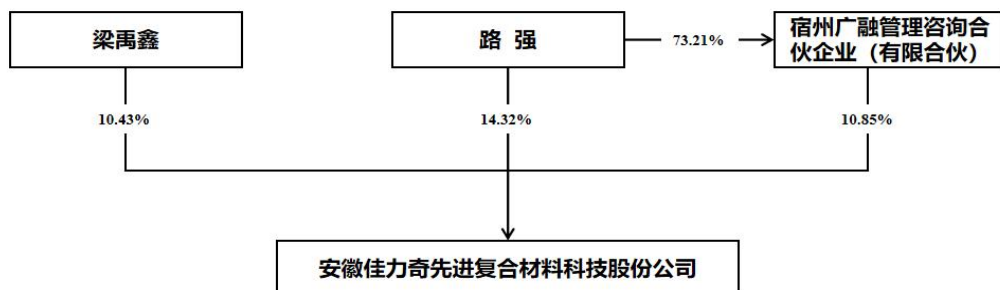 梁禹鑫
路 强
73.21%
宿州广融管理咨询合
伙企业（有限合伙）
10.43%
14.32%
10.85%
安徽佳力奇先进复合材料科技股份公司